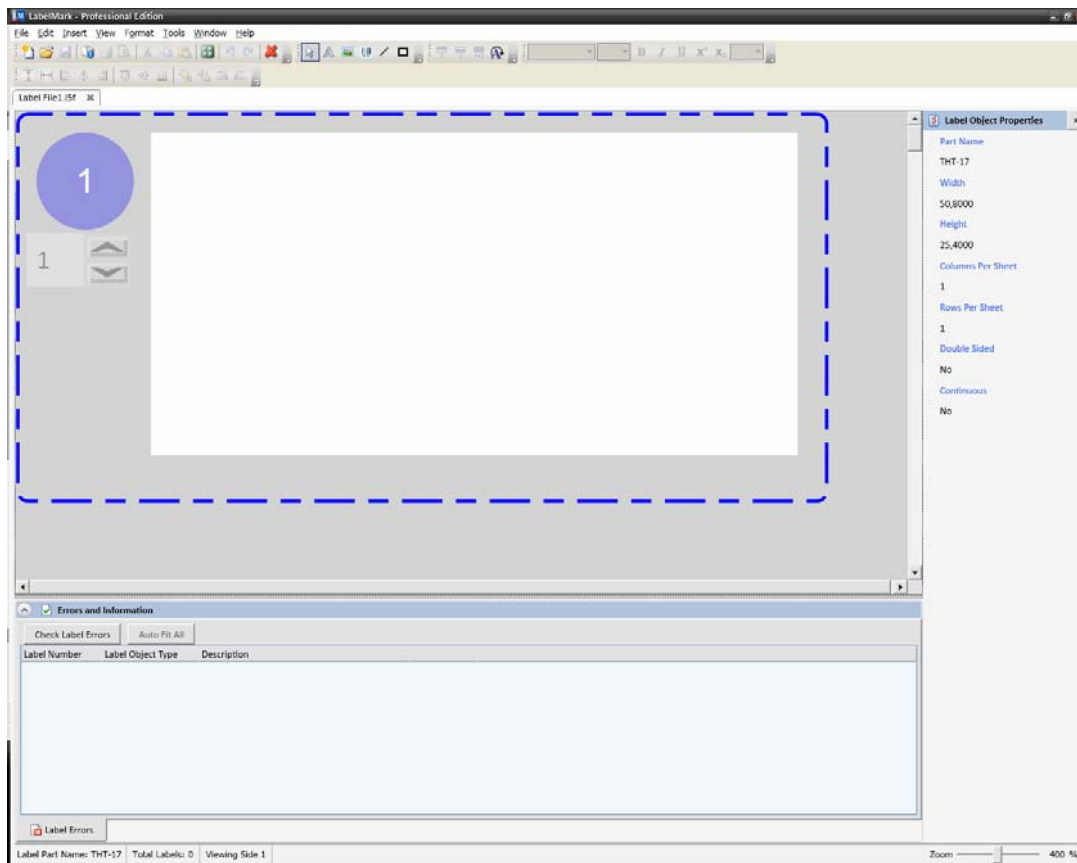 LabelMark - Professional Edition
File Edit Insert View Format Tools Window Help
Label File1.l5f
Label Object Properties
1
Part Name
THT-17
Width
50,8000
Height
25,4000
1
Columns Per Sheet
1
Rows Per Sheet
1
Double Sided
No
Continuous
No
Errors and Information
Check Label Errors Auto Fit All
Label Number Label Object Type Description
Label Errors
Label Part Name: THT-17 Total Labels: 0 Viewing Side 1 Zoom 400 %